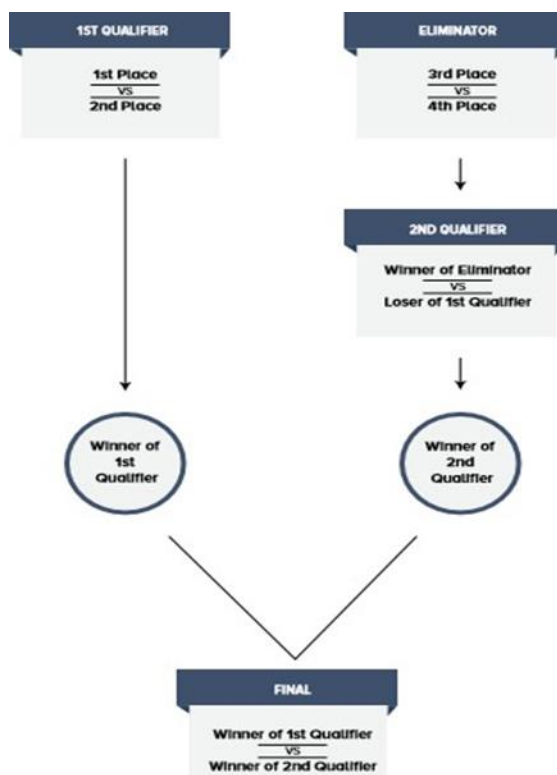 1ST QUALIFIER
1st Place
VS
2nd Place
ELIMINATOR
3rd Place
VS
4th Place
2ND QUALIFIER
Winner of Eliminator
VS
Loser of 1st Qualifier
Winner of
1st
Qualifier
Winner of
2nd
Qualifier
FINAL
Winner of 1st Qualifier
VS
Winner of 2nd Qualifier